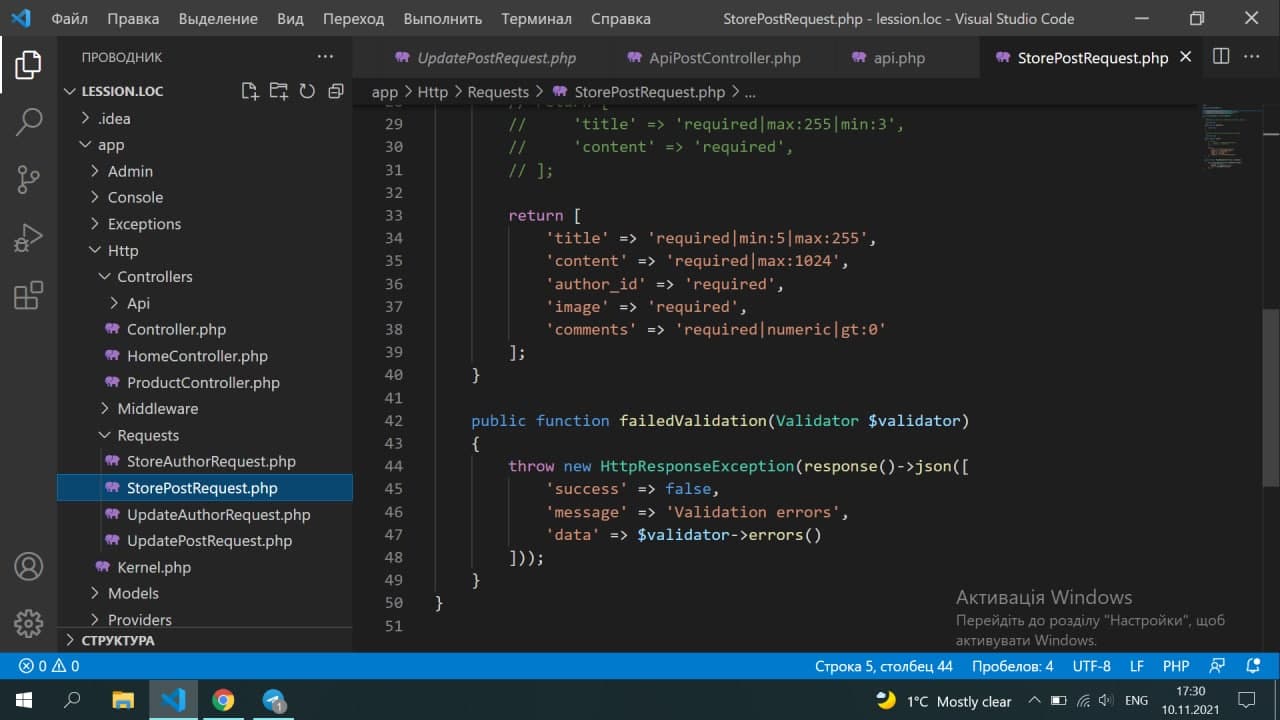 Файл Правка Выделение Вид Переход Выполнить Терминал Справка StorePostRequest.php - lession.loc - Visual Studio Code
ПРОВОДНИК
UpdatePostRequest.php ApiPostController.php api.php StorePostRequest.php
LESSION.LOC
app > Http > Requests > StorePostRequest.php > ...
.idea
app
Admin
Console
Exceptions
Http
Controllers
Api
Controller.php
HomeController.php
ProductController.php
Middleware
Requests
StoreAuthorRequest.php
StorePostRequest.php
UpdateAuthorRequest.php
UpdatePostRequest.php
Kernel.php
Models
Providers
СТРУКТУРА
29 // 'title' => 'required|max:255|min:3',
30 // 'content' => 'required',
31 // ];
32
33 return [
34 'title' => 'required|min:5|max:255',
35 'content' => 'required|max:1024',
36 'author_id' => 'required',
37 'image' => 'required',
38 'comments' => 'required|numeric|gt:0'
39 ];
40 }
41
42 public function failedValidation(Validator $validator)
43 {
44 throw new HttpResponseException(response()->json([
45 'success' => false,
46 'message' => 'Validation errors',
47 'data' => $validator->errors()
48 ]));
49 }
50 }
51
Активація Windows
Перейдіть до розділу "Настройки", щоб
активувати Windows.
0 0 Строка 5, столбец 44 Пробелов: 4 UTF-8 LF PHP
1 1°C Mostly clear ENG 17:30
10.11.2021